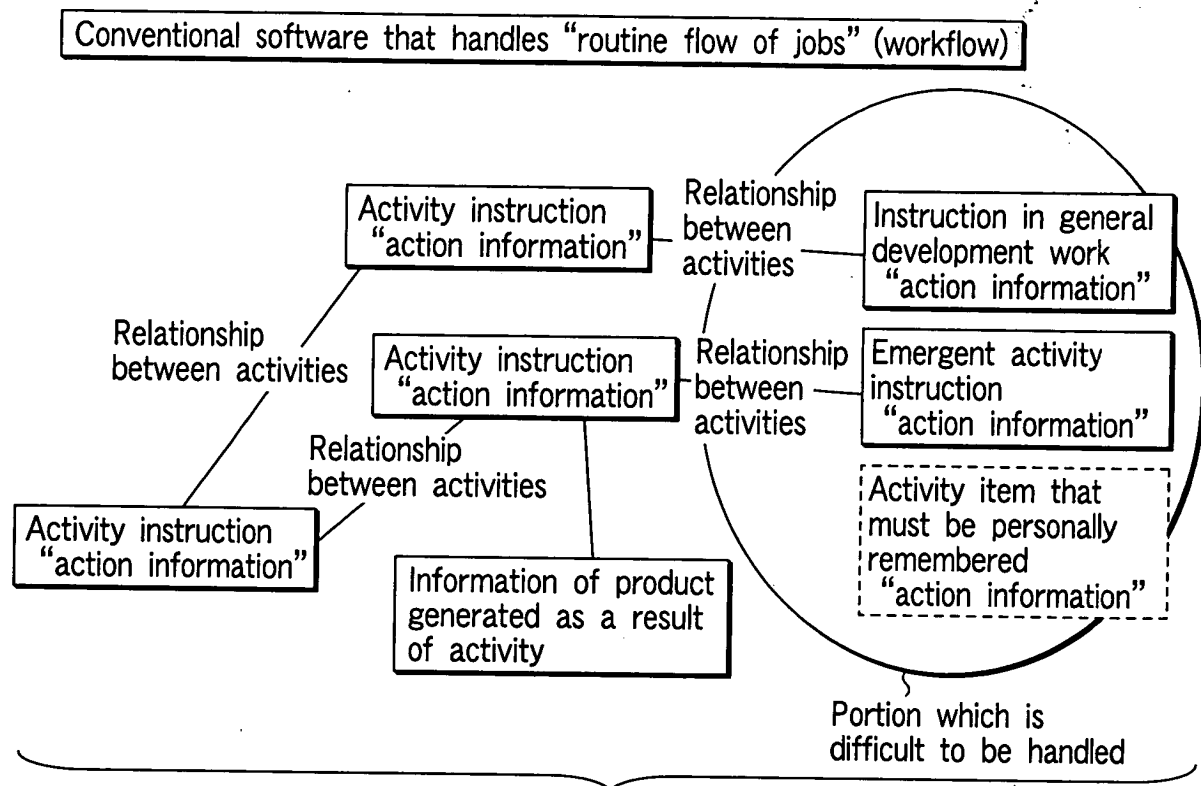 Conventional software that handles “routine flow of jobs” (workflow)
Activity instruction
“action information”
Relationship
between
activities
Instruction in general
development work
“action information”
Relationship
between activities
Activity instruction
“action information”
Relationship
between
activities
Emergent activity
instruction
“action information”
Relationship
between activities
Activity instruction
“action information”
Information of product
generated as a result
of activity
Activity item that
must be personally
remembered
“action information”
Portion which is
difficult to be handled